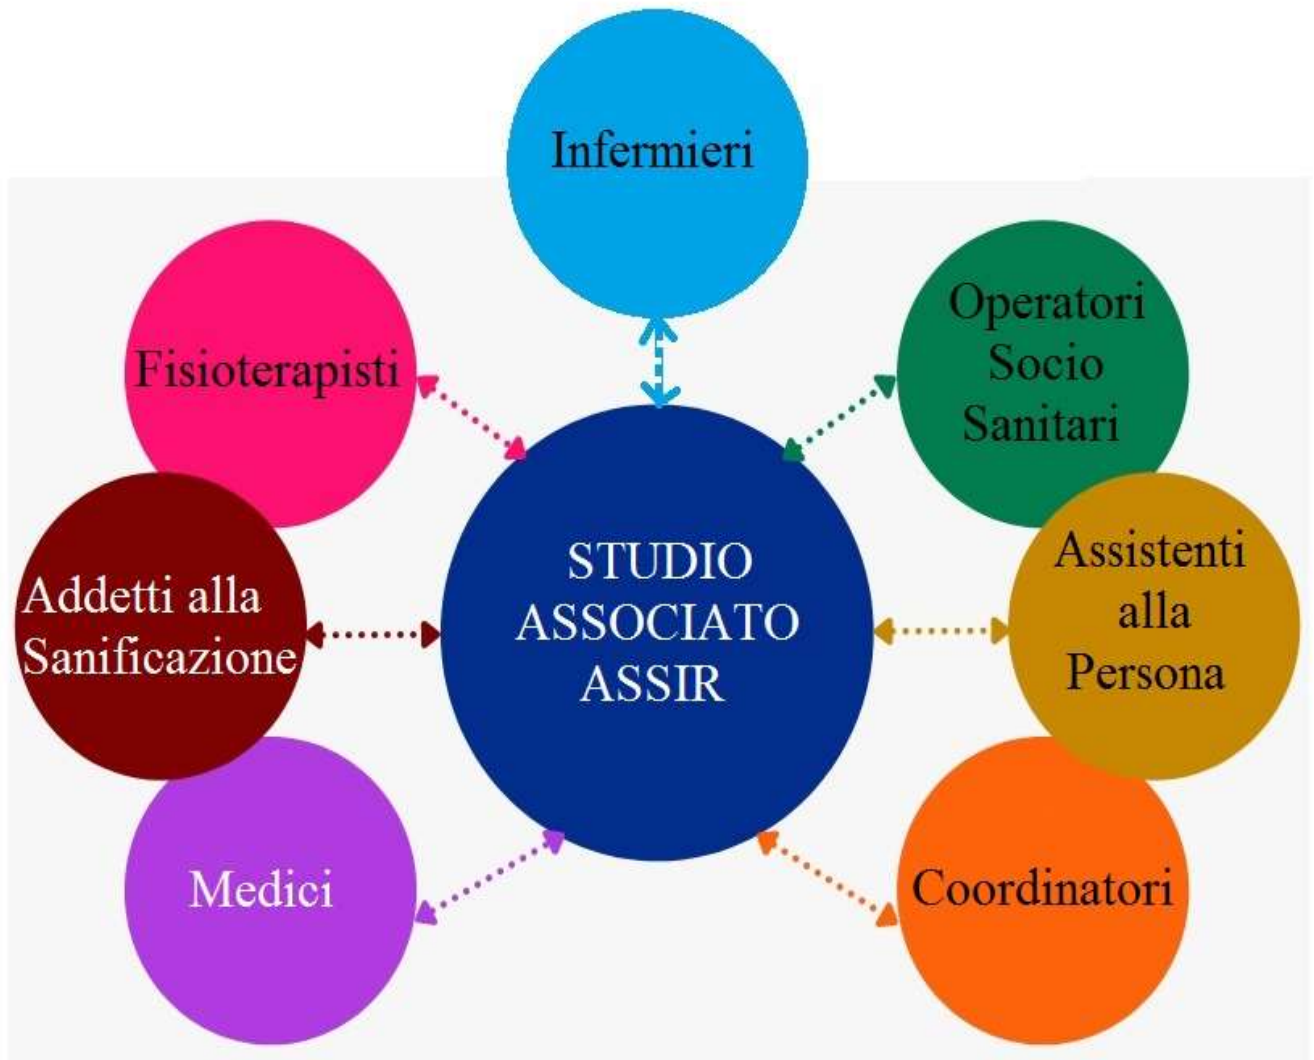 Infermieri
Fisioterapisti
Operatori
Socio
Sanitari
Addetti alla
Sanificazione
STUDIO
ASSOCIATO
ASSIR
Assistenti
alla
Persona
Medici
Coordinatori